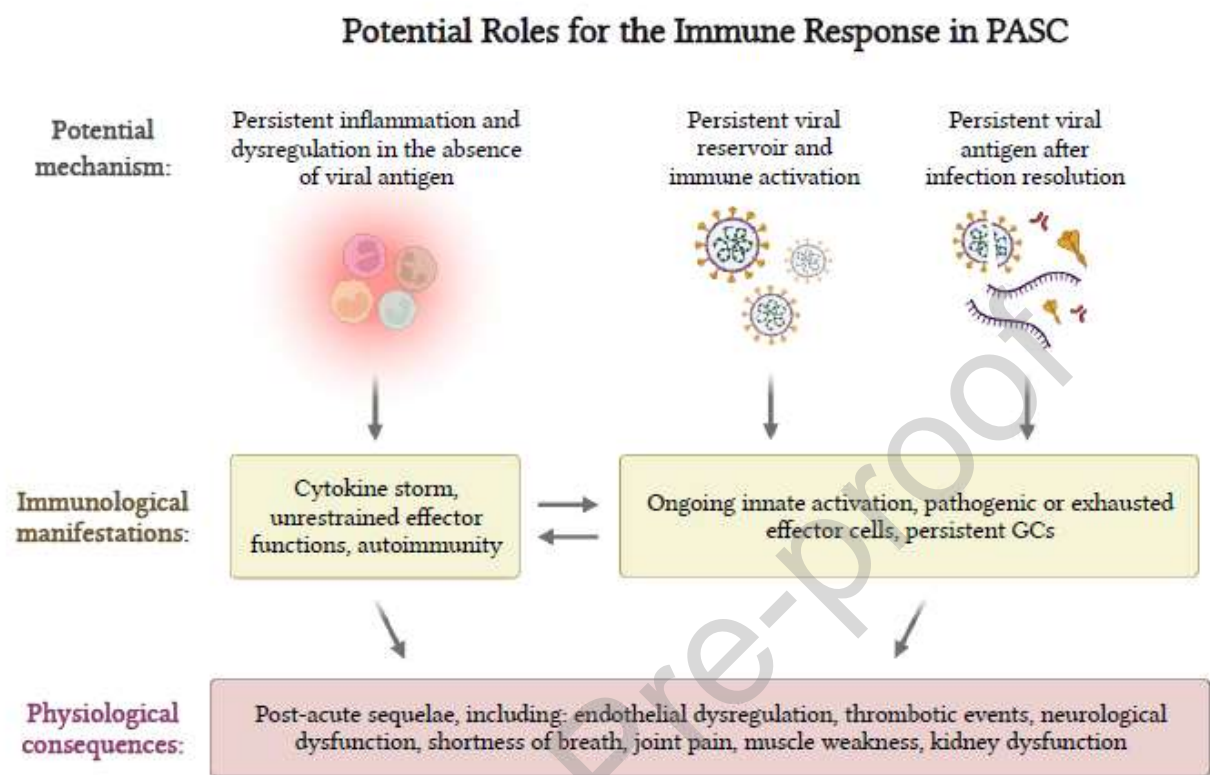 Potential Roles for the Immune Response in PASC
Potential
mechanism:
Persistent inflammation and
dysregulation in the absence
of viral antigen
Persistent viral
reservoir and
immune activation
Persistent viral
antigen after
infection resolution
Immunological
manifestations:
Cytokine storm,
unrestrained effector
functions, autoimmunity
Ongoing innate activation, pathogenic or exhausted
effector cells, persistent GCs
Physiological
consequences:
Post-acute sequelae, including: endothelial dysregulation, thrombotic events, neurological
dysfunction, shortness of breath, joint pain, muscle weakness, kidney dysfunction
Pre-proof